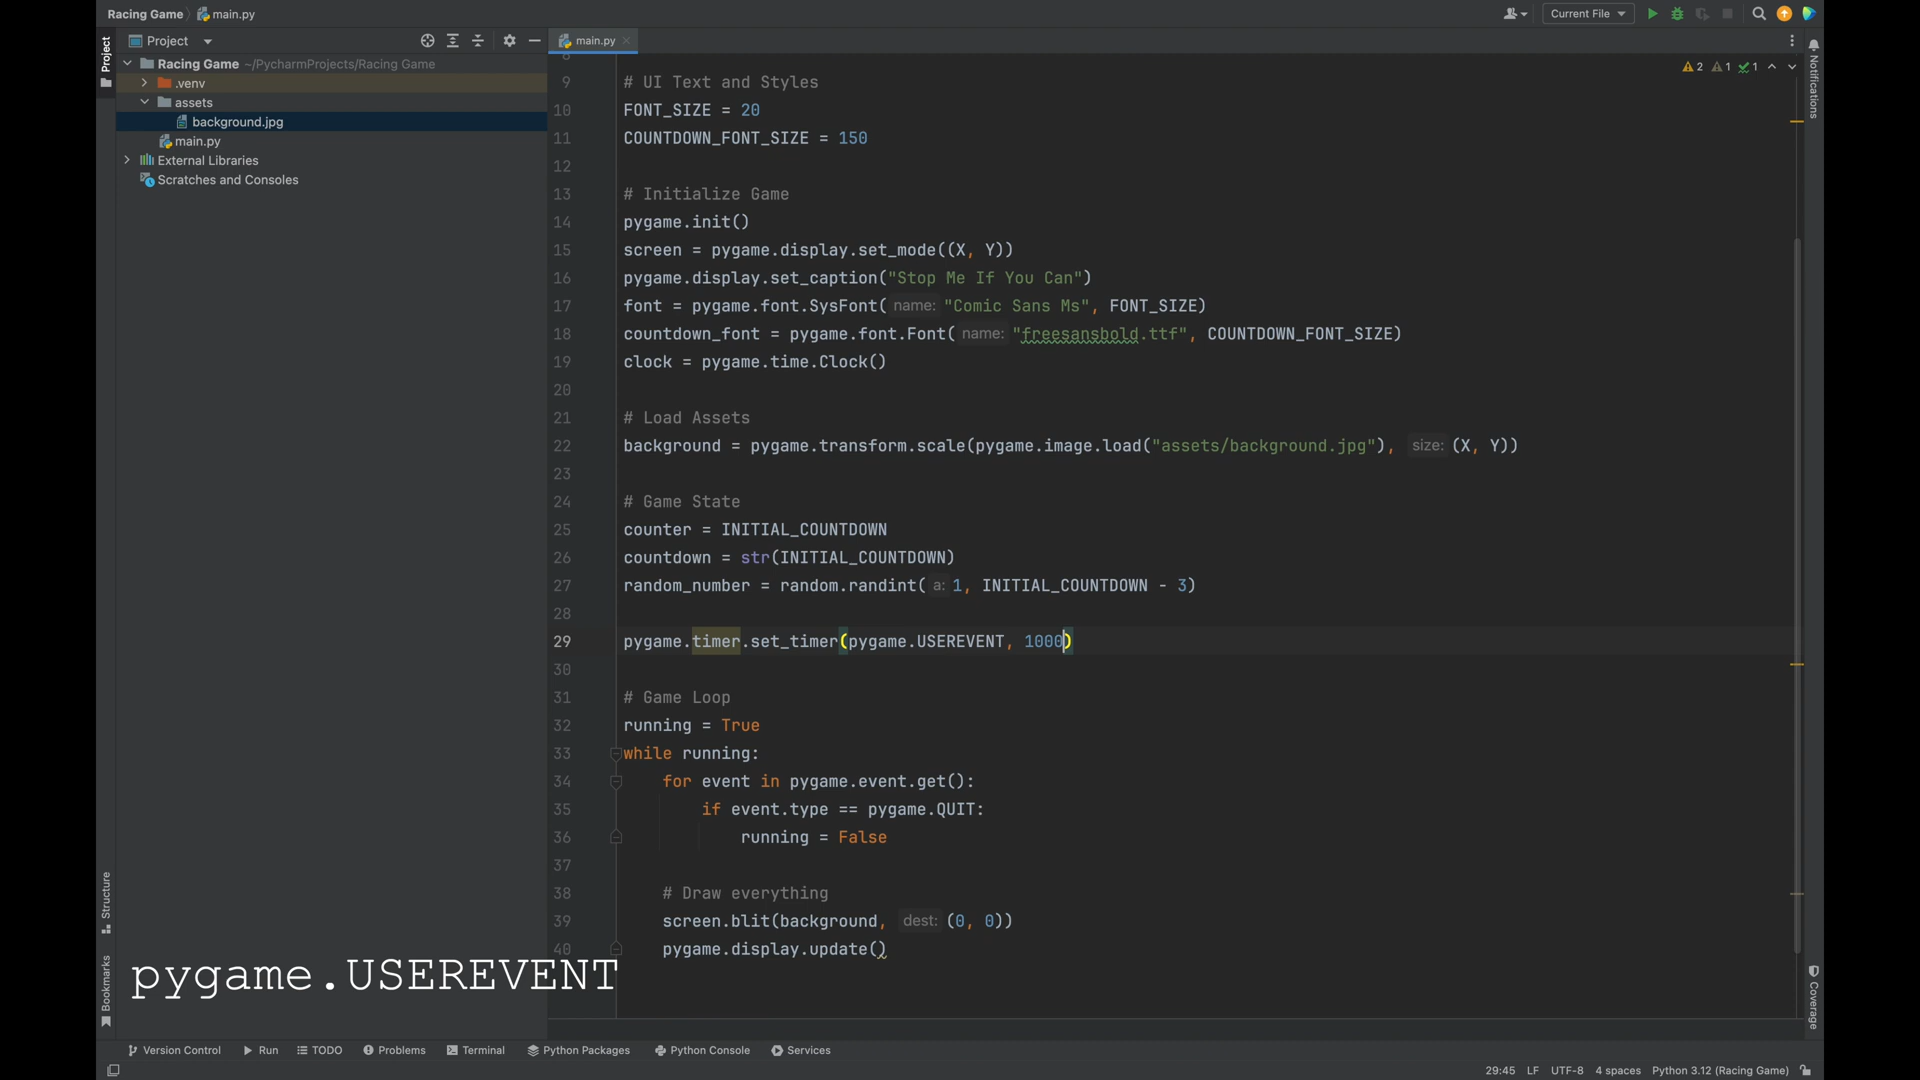 Racing Game
main.py
Current File
Project
Project
main.py
Racing Game ~/PycharmProjects/Racing Game
.venv
assets
background.jpg
main.py
External Libraries
Scratches and Consoles
2 1 1
Notifications
9 # UI Text and Styles
10 FONT_SIZE = 20
11 COUNTDOWN_FONT_SIZE = 150
12
13 # Initialize Game
14 pygame.init()
15 screen = pygame.display.set_mode((X, Y))
16 pygame.display.set_caption("Stop Me If You Can")
17 font = pygame.font.SysFont( name: "Comic Sans Ms", FONT_SIZE)
18 countdown_font = pygame.font.Font( name: "freesansbold.ttf", COUNTDOWN_FONT_SIZE)
19 clock = pygame.time.Clock()
20
21 # Load Assets
22 background = pygame.transform.scale(pygame.image.load("assets/background.jpg"), size: (X, Y))
23
24 # Game State
25 counter = INITIAL_COUNTDOWN
26 countdown = str(INITIAL_COUNTDOWN)
27 random_number = random.randint( a: 1, INITIAL_COUNTDOWN - 3)
28
29 pygame.timer.set_timer(pygame.USEREVENT, 1000)
30
31 # Game Loop
32 running = True
33 while running:
34 for event in pygame.event.get():
35 if event.type == pygame.QUIT:
36 running = False
37
38 # Draw everything
39 screen.blit(background, dest: (0, 0))
40 pygame.display.update()
Structure
Bookmarks
pygame.USEREVENT
Coverage
Version Control
Run
TODO
Problems
Terminal
Python Packages
Python Console
Services
29:45 LF UTF-8 4 spaces Python 3.12 (Racing Game)